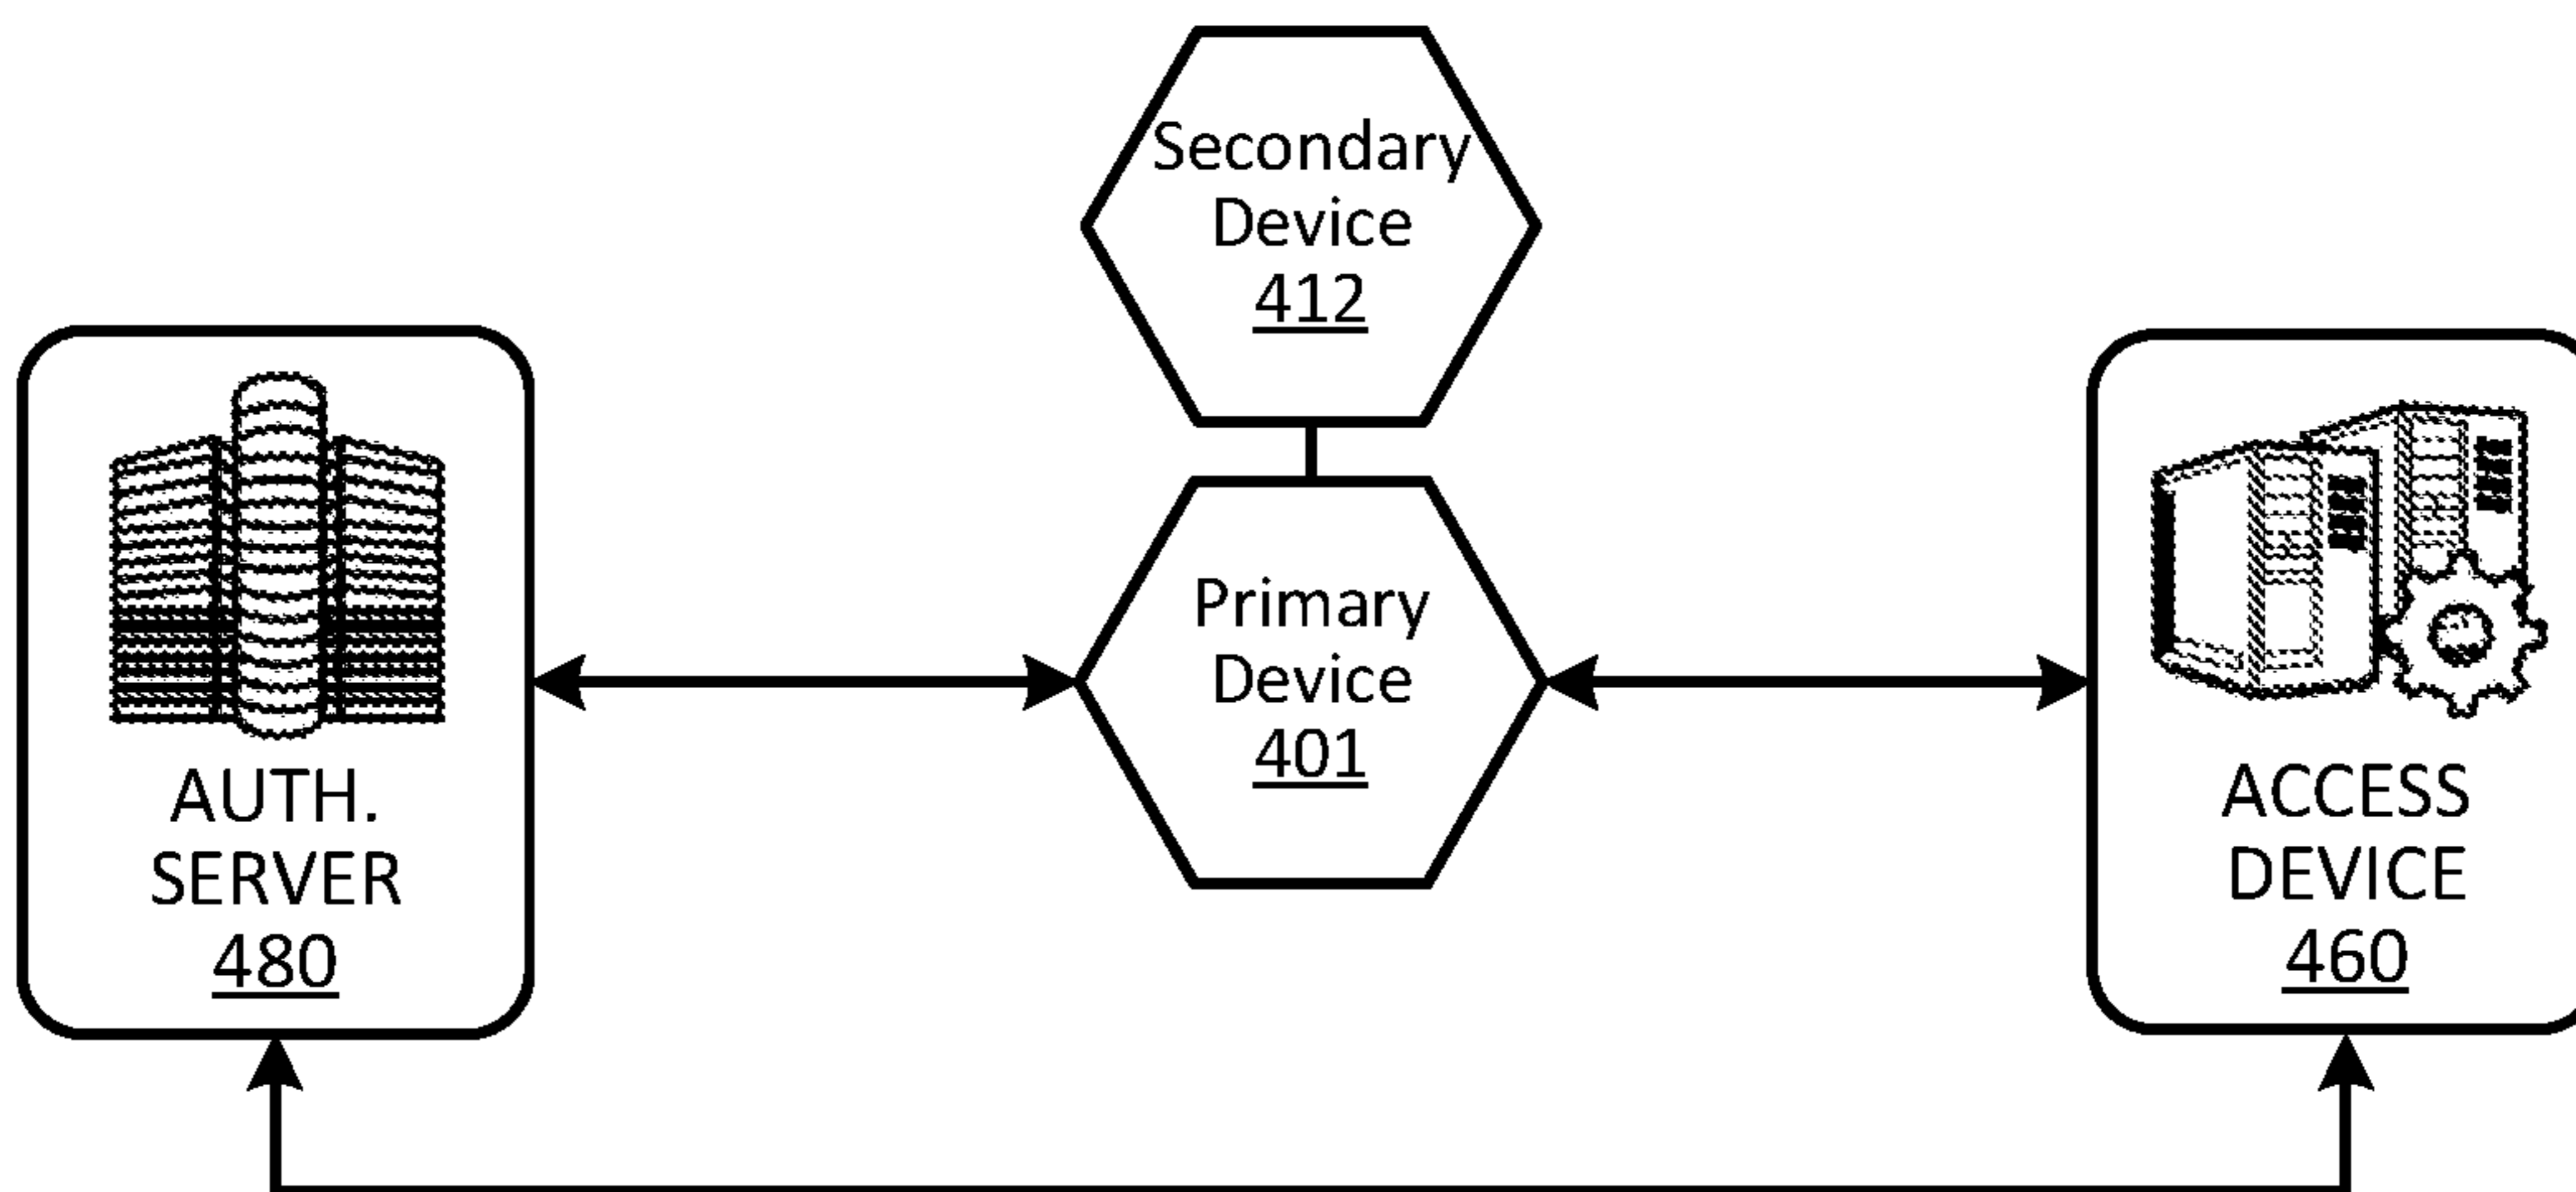 Secondary
Device
412
Primary
Device
401
AUTH.
SERVER
480
ACCESS
DEVICE
460